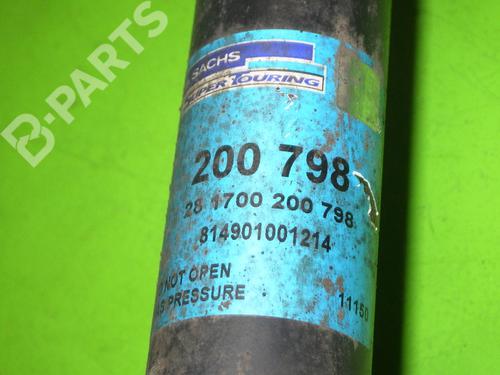 B-PARTS
SACHS
SUPER TOURING
200 798
28 1700 200 798
814901001214
NOT OPEN
PRESSURE
11150